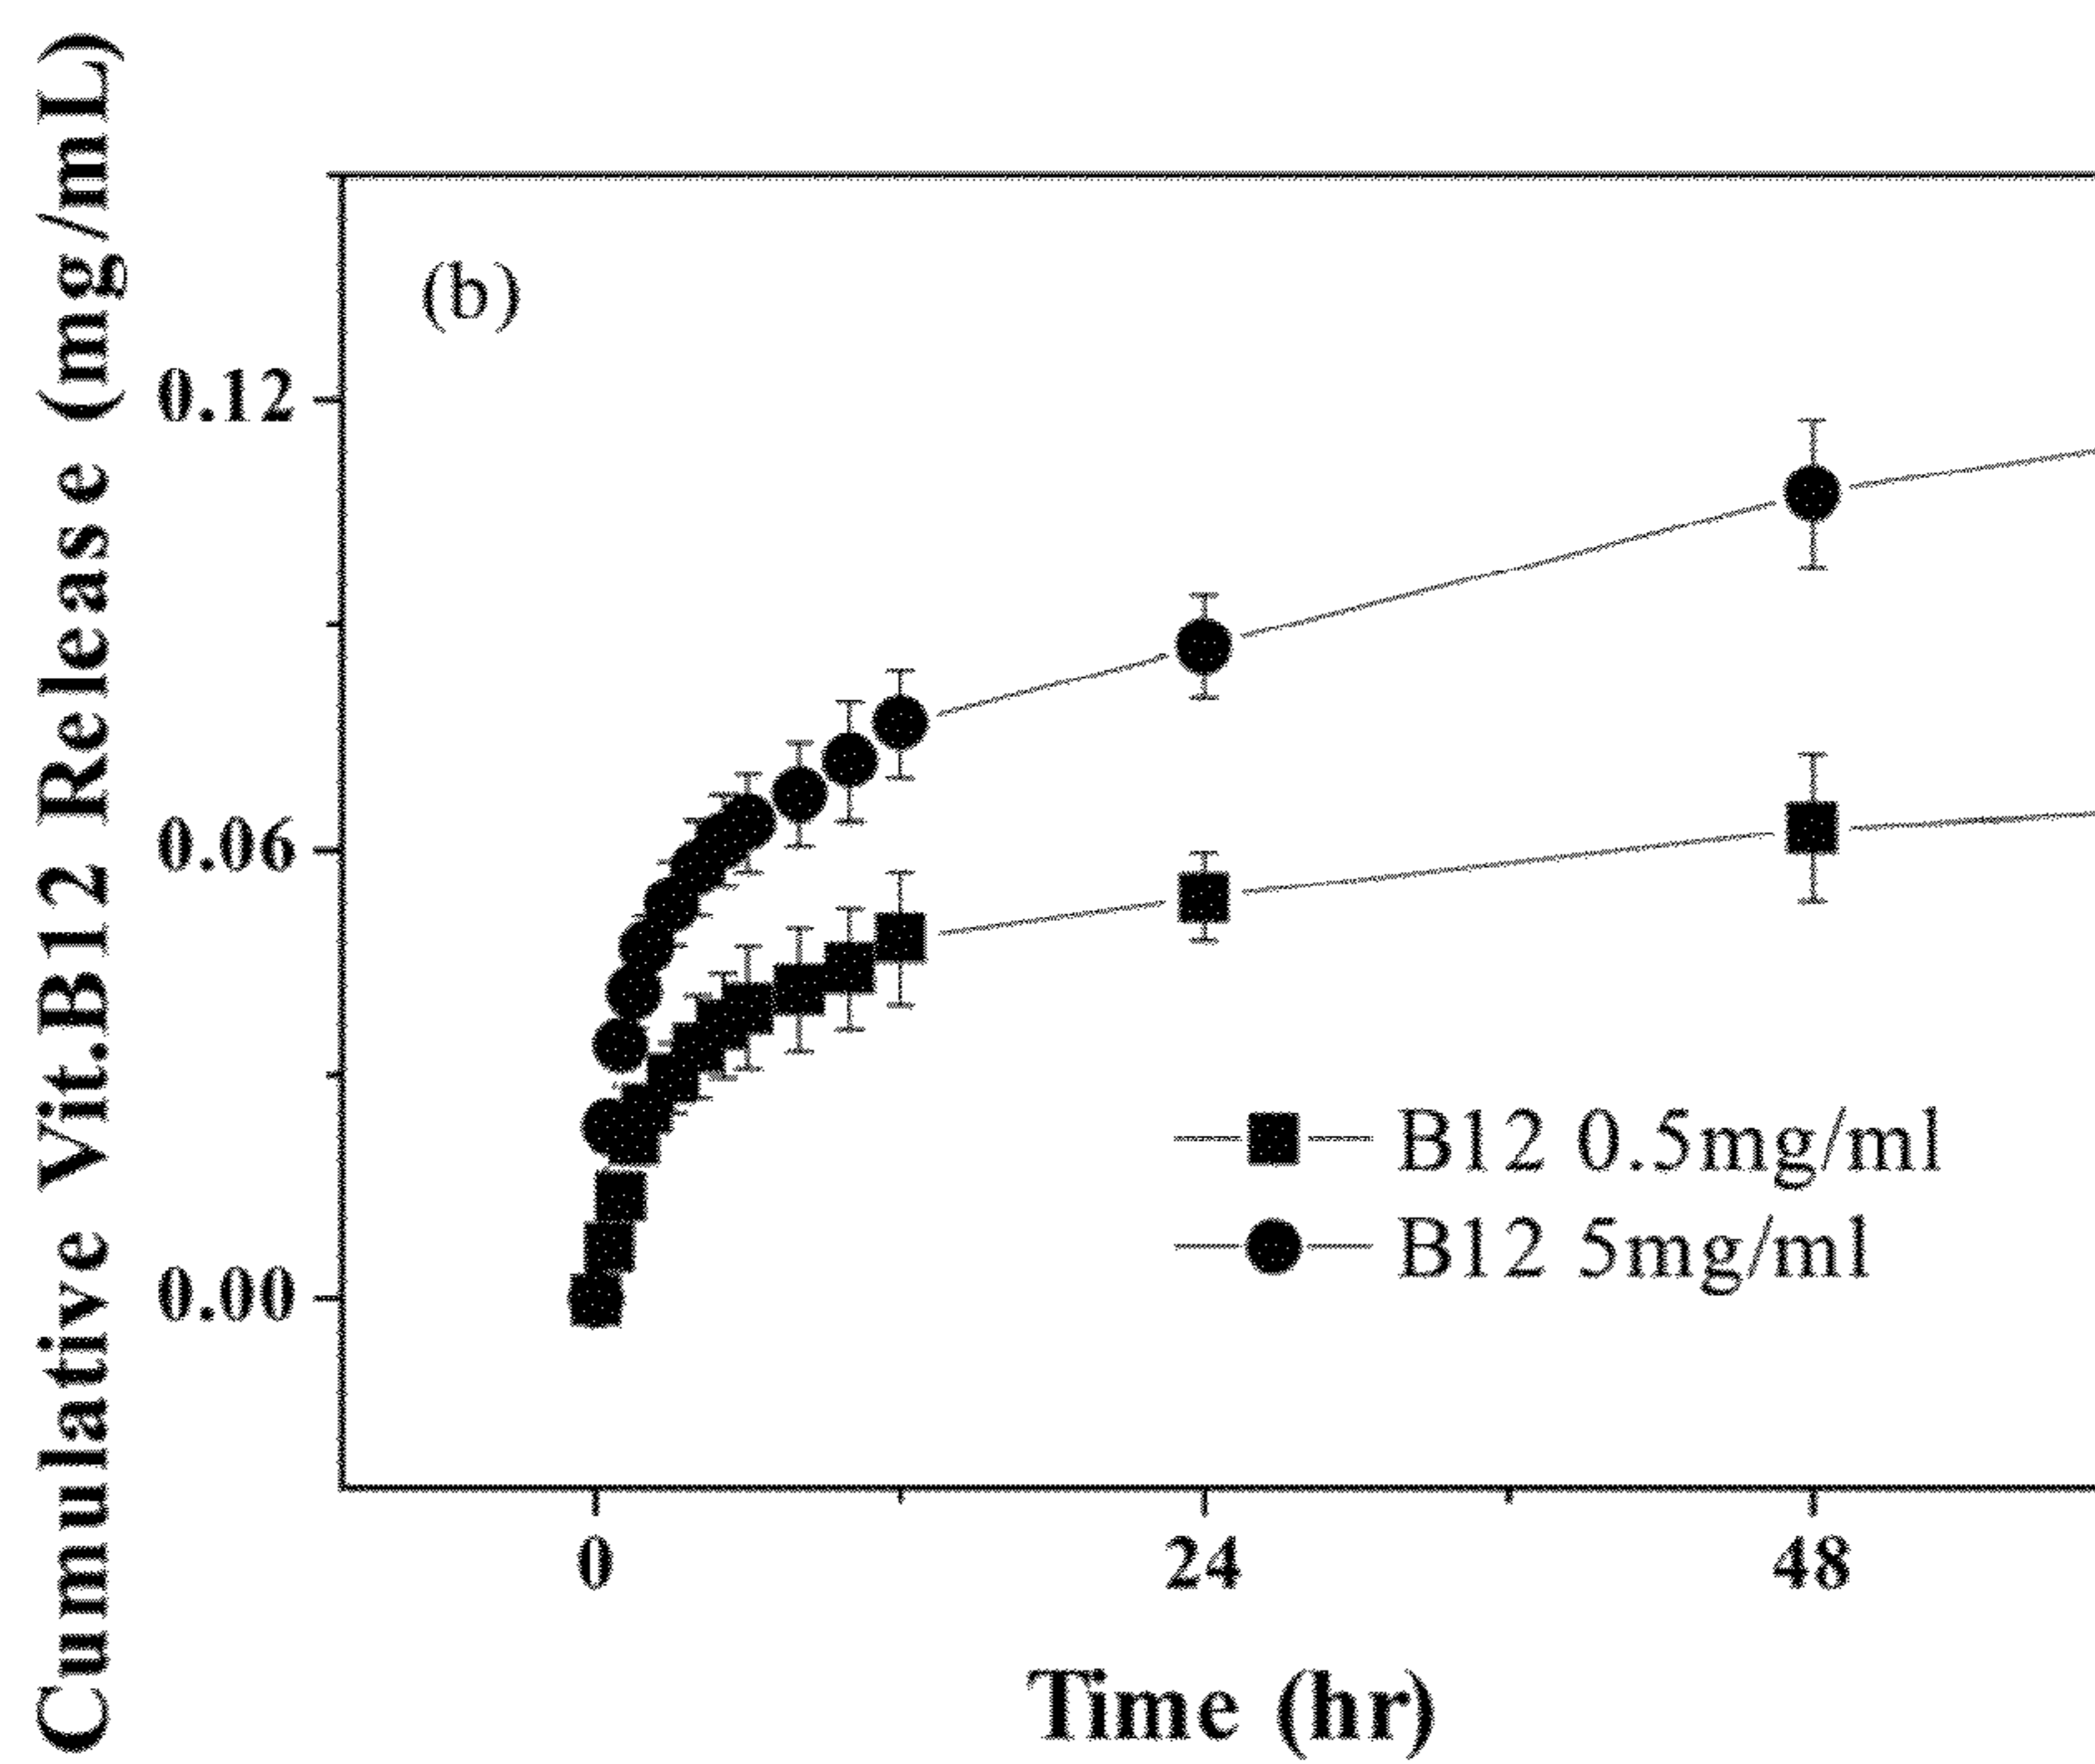 Cumulative Vit.B12 Release (mg/mL)
(b)
0.12
0.06
0.00
B12 0.5mg/ml
B12 5mg/ml
0
24
48
Time (hr)